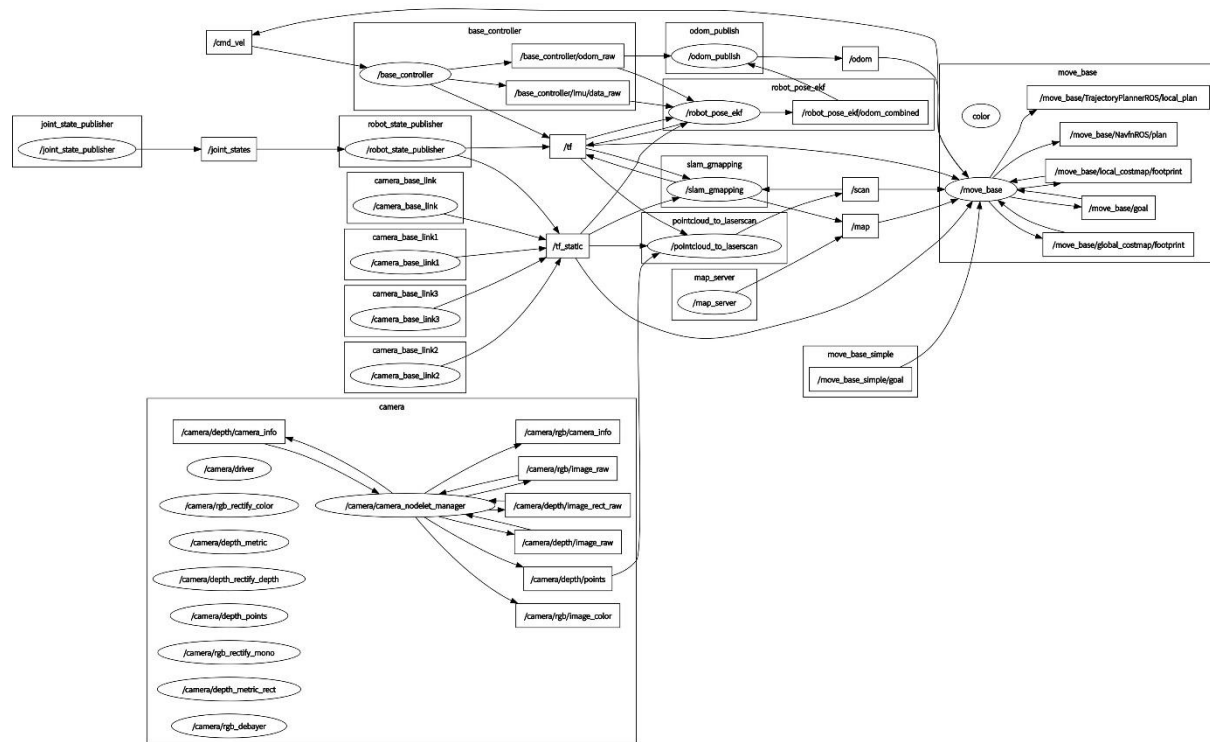 base_controller
odom_publish
/cmd_vel
/base_controller/odom_raw
/odom_publish
/odom
/base_controller
move_base
robot_pose_ekf
/base_controller/imu/data_raw
/move_base/TrajectoryPlannerROS/local_plan
/robot_pose_ekf
/robot_pose_ekf/odom_combined
color
joint_state_publisher
robot_state_publisher
/move_base/NavfnROS/plan
/joint_state_publisher
/joint_states
/robot_state_publisher
/tf
slam_gmapping
/move_base/local_costmap/footprint
camera_base_link
/slam_gmapping
/scan
/move_base
/camera_base_link
/move_base/goal
pointcloud_to_laserscan
/map
camera_base_link1
/tf_static
/pointcloud_to_laserscan
/move_base/global_costmap/footprint
/camera_base_link1
map_server
camera_base_link3
/map_server
/camera_base_link3
camera_base_link2
move_base_simple
/camera_base_link2
/move_base_simple/goal
camera
/camera/depth/camera_info
/camera/rgb/camera_info
/camera/driver
/camera/rgb/image_raw
/camera/rgb_rectify_color
/camera/camera_nodelet_manager
/camera/depth/image_rect_raw
/camera/depth_metric
/camera/depth/image_raw
/camera/depth_rectify_depth
/camera/depth/points
/camera/depth_points
/camera/rgb/image_color
/camera/rgb_rectify_mono
/camera/depth_metric_rect
/camera/rgb_debayer